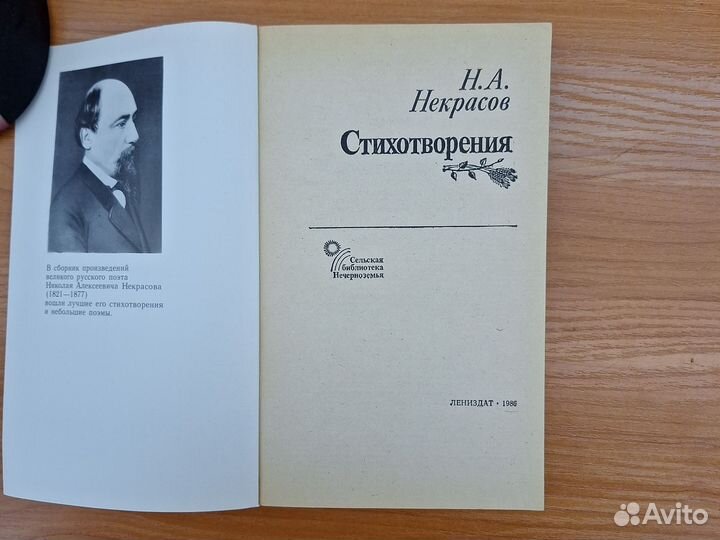 В сборник произведений
великого русского поэта
Николая Алексеевича Некрасова
(1821—1877)
вошли лучшие его стихотворения
и небольшие поэмы.
Н.А.
Некрасов
Стихотворения
Сельская
библиотека
Нечерноземья
ЛЕНИЗДАТ • 1986
Avito